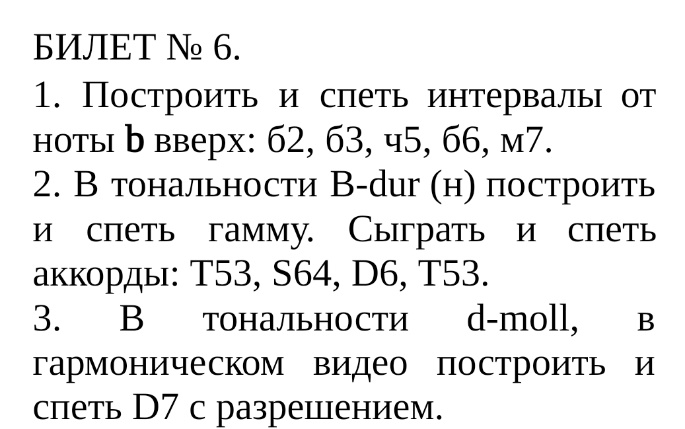 БИЛЕТ № 6.
1. Построить и спеть интервалы от
ноты b вверх: б2, б3, ч5, б6, м7.
2. В тональности B-dur (н) построить
и спеть гамму. Сыграть и спеть
аккорды: Т53, S64, D6, Т53.
3. В тональности d-moll, в
гармоническом видео построить и
спеть D7 с разрешением.